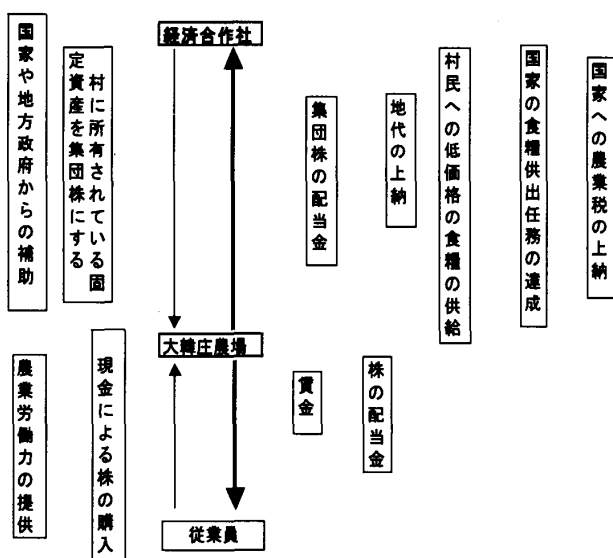 経済合作社
国家や地方政府からの補助
村に所有されている固
定資産を集団株にする
集団株の配当金
地代の上納
村民への低価格の食糧の供給
国家の食糧供出任務の達成
国家への農業税の上納
大韓庄農場
農業労働力の提供
現金による株の購入
賃金
株の配当金
従業員